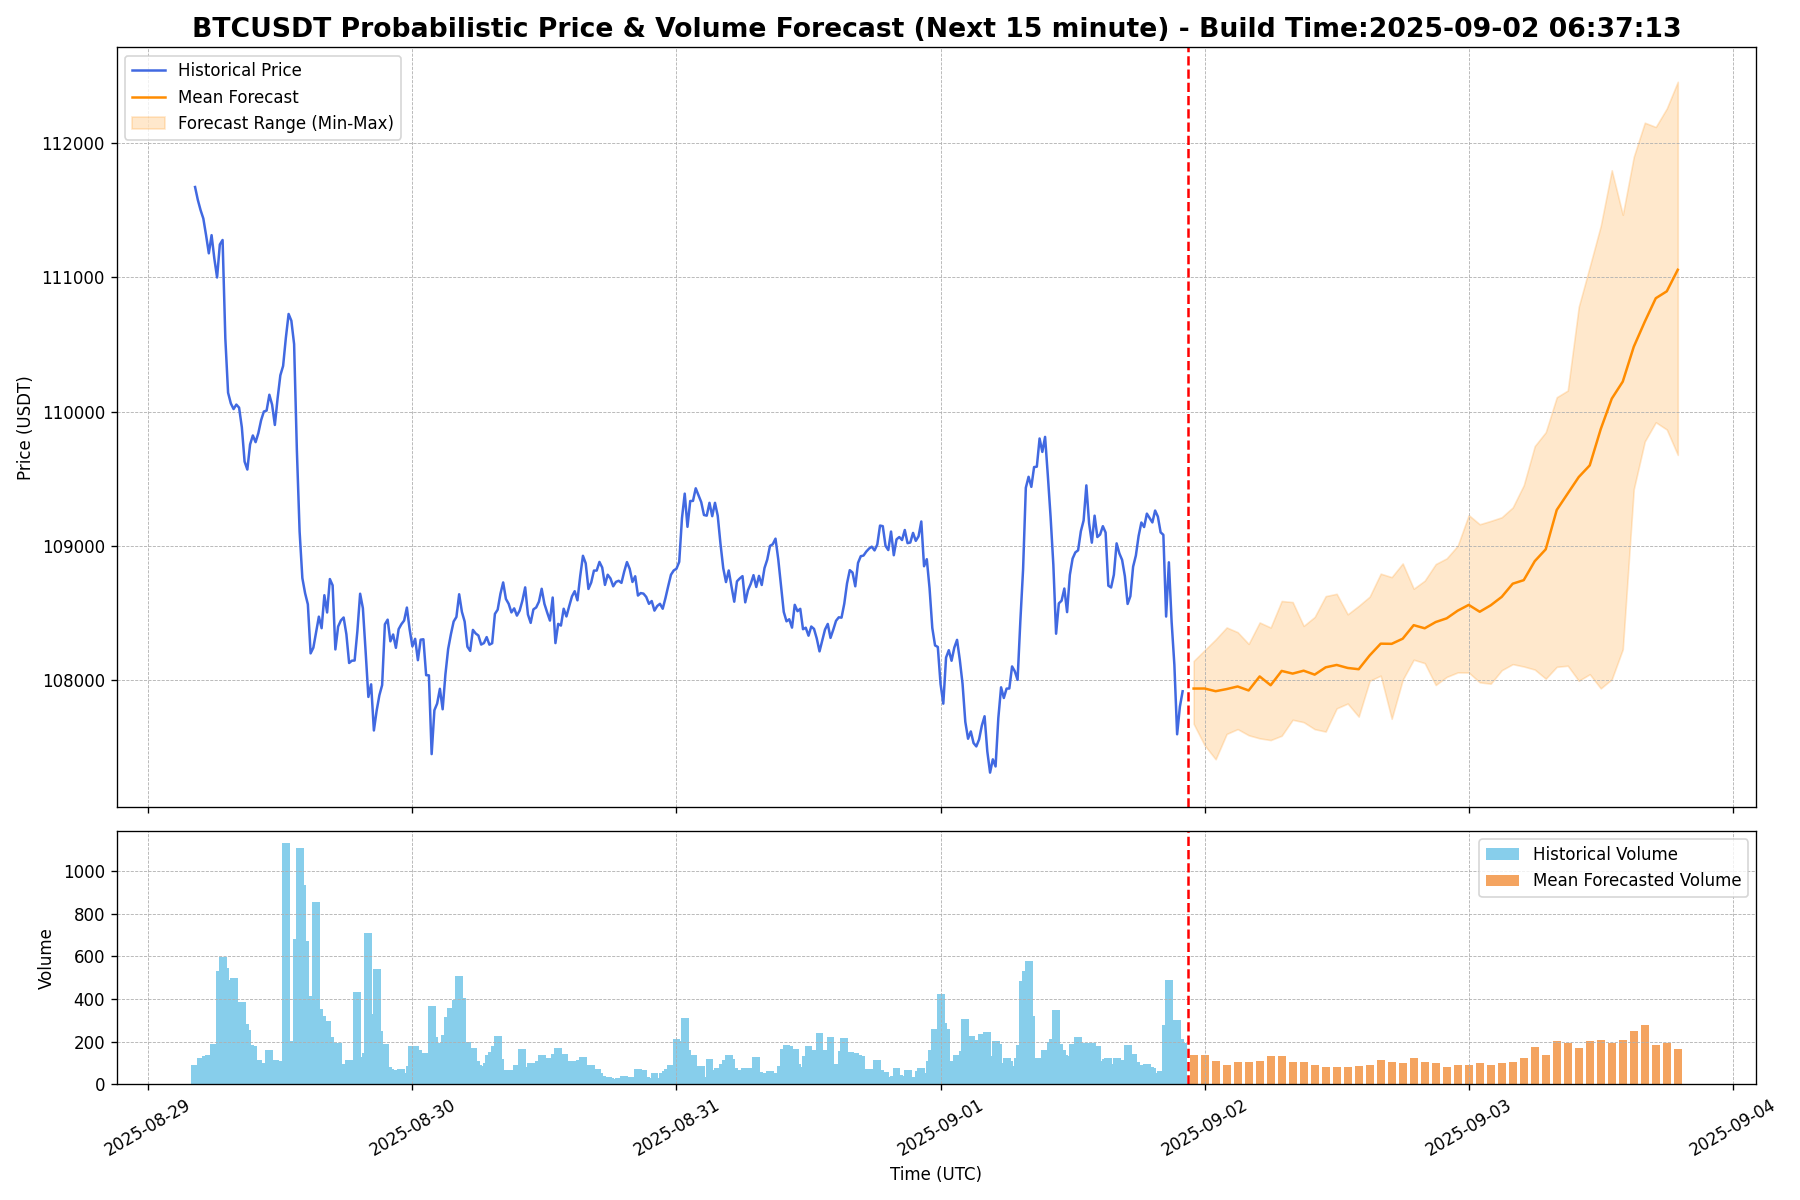 BTCUSDT Probabilistic Price & Volume Forecast (Next 15 minute) - Build Time:2025-09-02 06:37:13
Historical Price
Mean Forecast
Forecast Range (Min-Max)
112000
111000
110000
109000
108000
Price (USDT)
Historical Volume
Mean Forecasted Volume
1000
800
600
400
200
0
Volume
2025-08-29
2025-08-30
2025-08-31
2025-09-01
2025-09-02
2025-09-03
2025-09-04
Time (UTC)